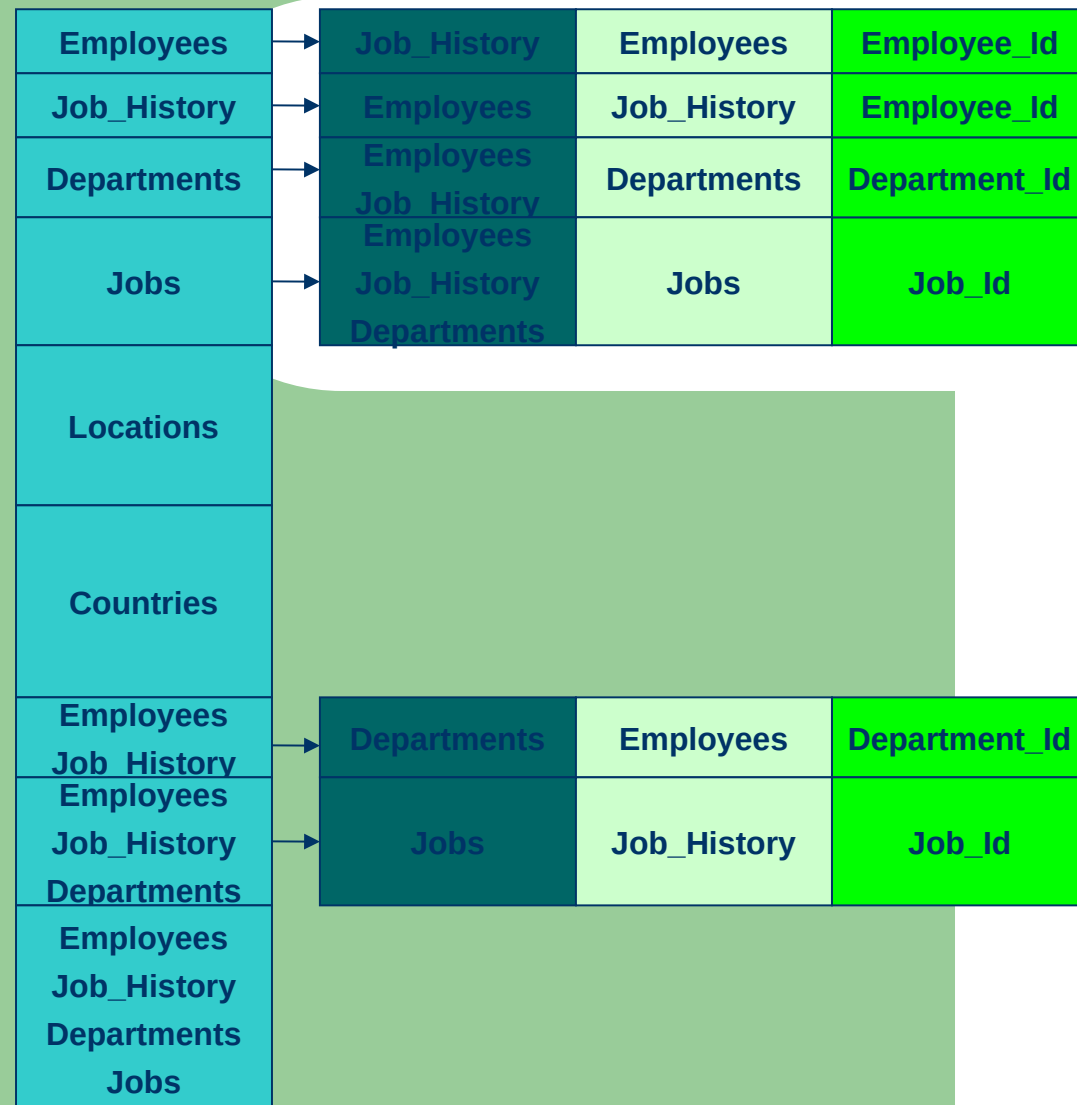 Employees Job_History Employees Employee_Id
Job_History Employees Job_History Employee_Id
Departments Employees Departments Department_Id
Job_History
Employees
Jobs Job_History Jobs Job_Id
Departments
Locations
Countries
Employees Departments Employees Department_Id
Job_History
Employees
Job_History Jobs Job_History Job_Id
Departments
Employees
Job_History
Departments
Jobs